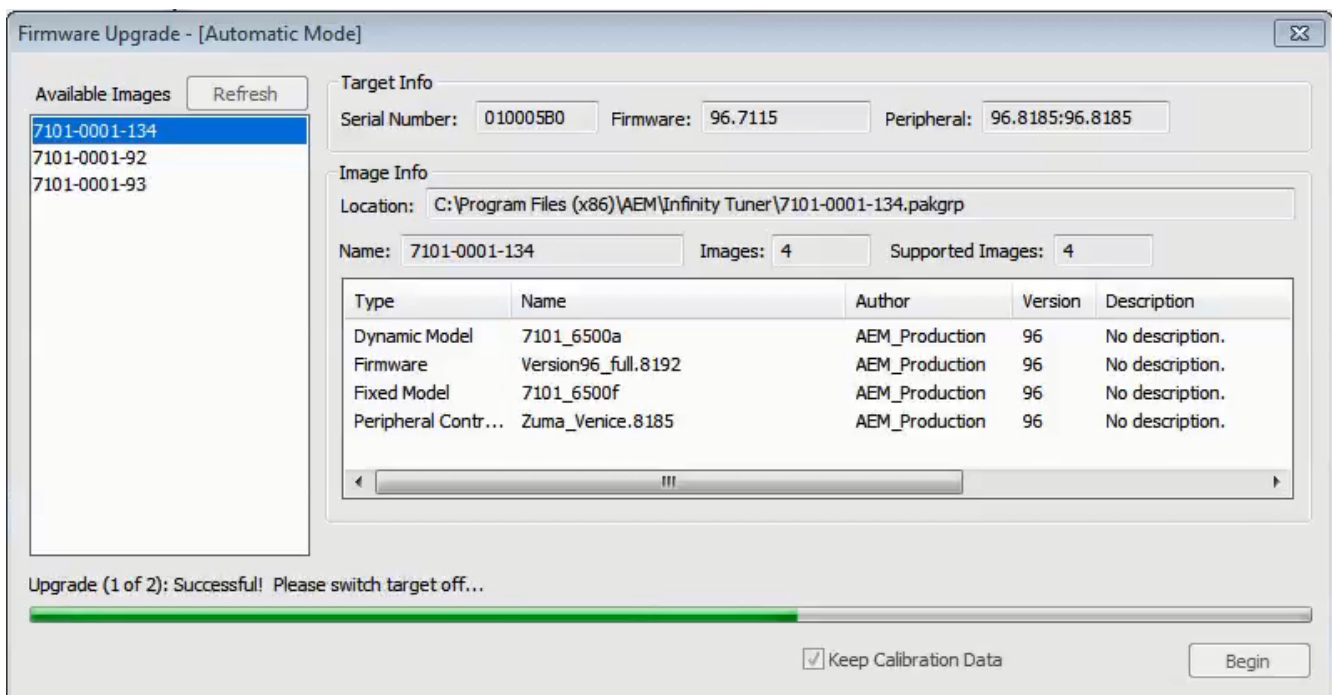 Firmware Upgrade - [Automatic Mode]
Available Images Refresh
7101-0001-134
7101-0001-92
7101-0001-93
Target Info
Serial Number: 010005B0 Firmware: 96.7115 Peripheral: 96.8185:96.8185
Image Info
Location: C:\Program Files (x86)\AEM\Infinity Tuner\7101-0001-134.pakgrp
Name: 7101-0001-134 Images: 4 Supported Images: 4
Type Name Author Version Description
Dynamic Model 7101_6500a AEM_Production 96 No description.
Firmware Version96_full.8192 AEM_Production 96 No description.
Fixed Model 7101_6500f AEM_Production 96 No description.
Peripheral Contr... Zuma_Venice.8185 AEM_Production 96 No description.
Upgrade (1 of 2): Successful! Please switch target off...
Keep Calibration Data
Begin